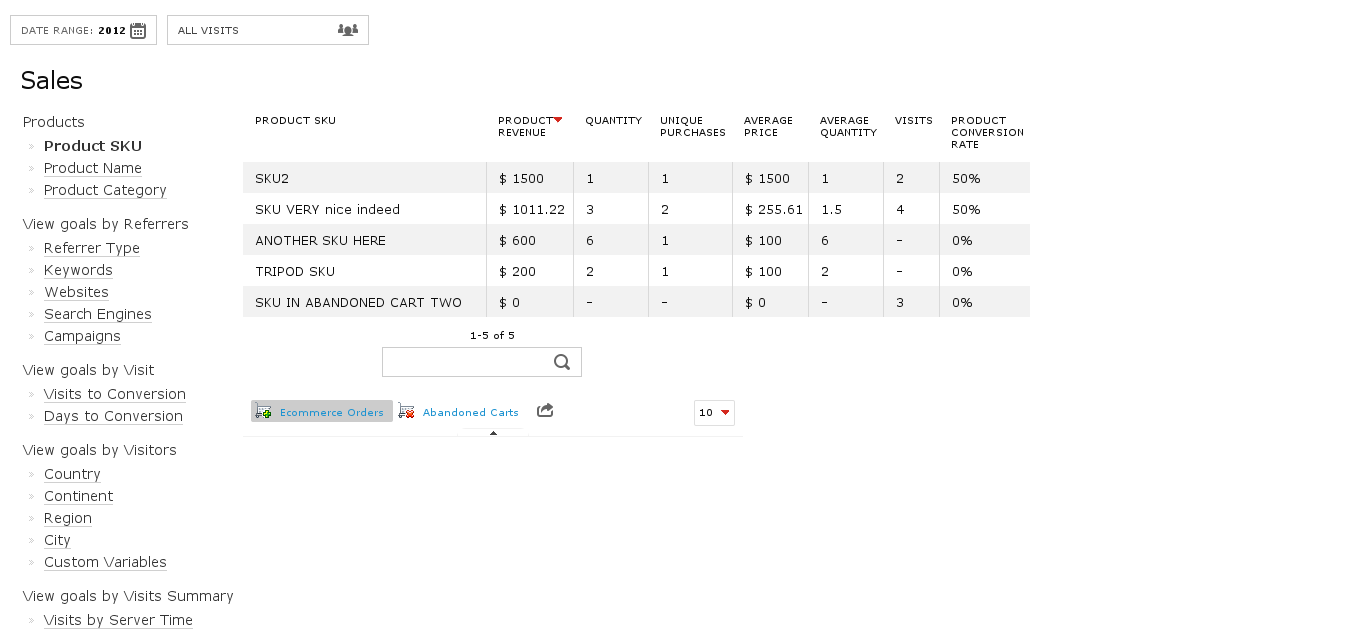 DATE RANGE: 2012
ALL VISITS
Sales
Products
Product SKU
Product Name
Product Category
View goals by Referrers
Referrer Type
Keywords
Websites
Search Engines
Campaigns
View goals by Visit
Visits to Conversion
Days to Conversion
View goals by Visitors
Country
Continent
Region
City
Custom Variables
View goals by Visits Summary
Visits by Server Time
PRODUCT SKU PRODUCT REVENUE QUANTITY UNIQUE PURCHASES AVERAGE PRICE AVERAGE QUANTITY VISITS PRODUCT CONVERSION RATE
SKU2 $ 1500 1 1 $ 1500 1 2 50%
SKU VERY nice indeed $ 1011.22 3 2 $ 255.61 1.5 4 50%
ANOTHER SKU HERE $ 600 6 1 $ 100 6 - 0%
TRIPOD SKU $ 200 2 1 $ 100 2 - 0%
SKU IN ABANDONED CART TWO $ 0 - - $ 0 - 3 0%
1-5 of 5
Ecommerce Orders Abandoned Carts 10